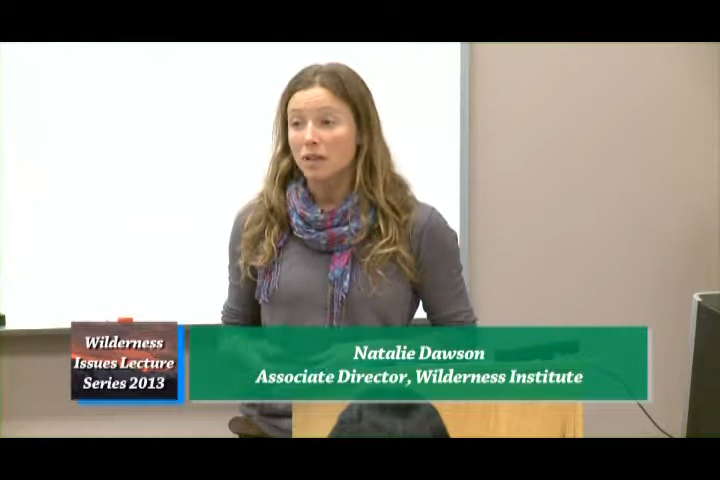 Wilderness
Issues Lecture
Series 2013
Natalie Dawson
Associate Director, Wilderness Institute